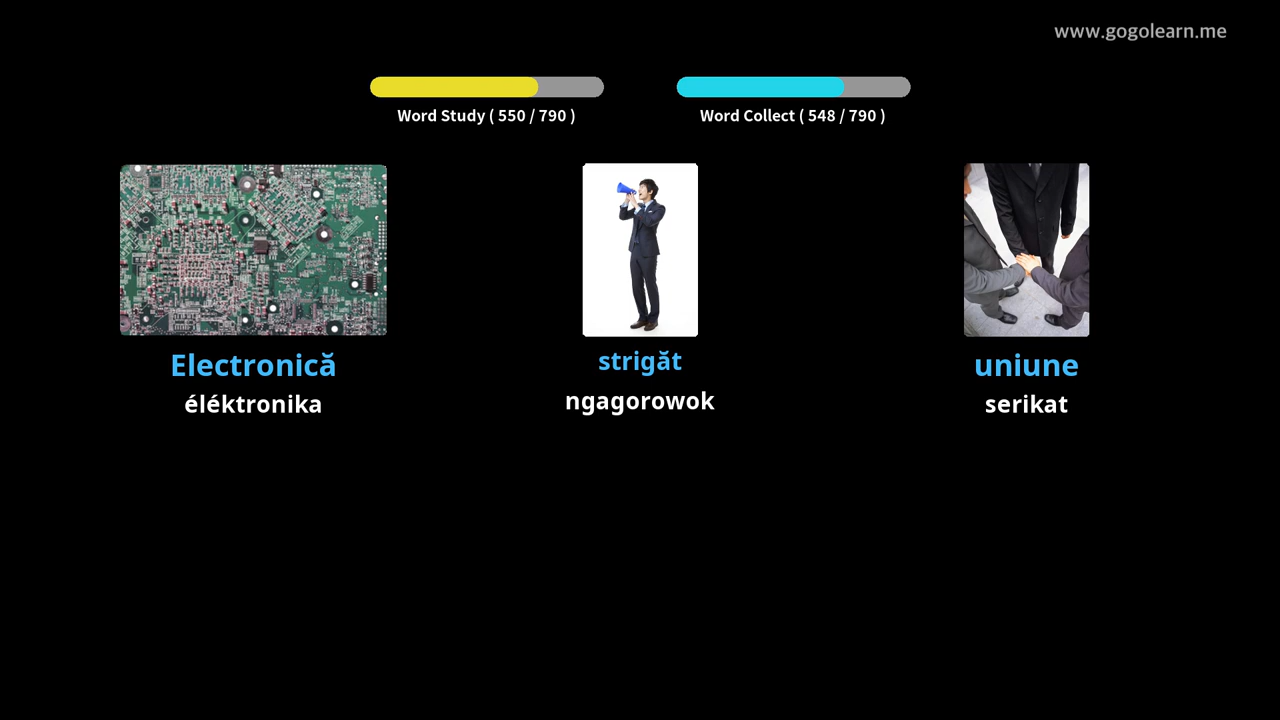 www.gogolearn.me
Word Study ( 550 / 790 )
Word Collect ( 548 / 790 )
Electronică
strigăt
uniune
éléktronika
ngagorowok
serikat